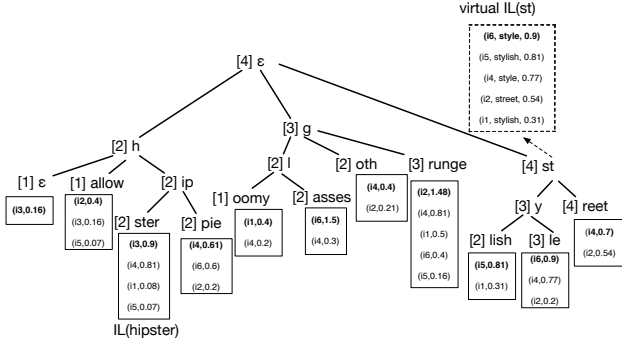 virtual IL(st)
(i6, style, 0.9)
(i5, stylish, 0.81)
(i4, style, 0.77)
(i2, street, 0.54)
(i1, stylish, 0.31)
[4] ε
[3] g
[2] h
[2] l
[2] oth
[3] runge
[4] st
[1] ε
[1] allow
[2] ip
[1] oomy
[2] asses
[3] y
[4] reet
[2] ster
[2] pie
[2] lish
[3] le
(i3,0.16)
(i2,0.4)
(i3,0.16)
(i5,0.07)
(i3,0.9)
(i4,0.81)
(i1,0.08)
(i5,0.07)
IL(hipster)
(i4,0.61)
(i6,0.6)
(i2,0.2)
(i1,0.4)
(i4,0.2)
(i6,1.5)
(i4,0.3)
(i4,0.4)
(i2,0.21)
(i2,1.48)
(i4,0.81)
(i1,0.5)
(i6,0.4)
(i5,0.16)
(i5,0.81)
(i1,0.31)
(i6,0.9)
(i4,0.77)
(i2,0.2)
(i4,0.7)
(i2,0.54)